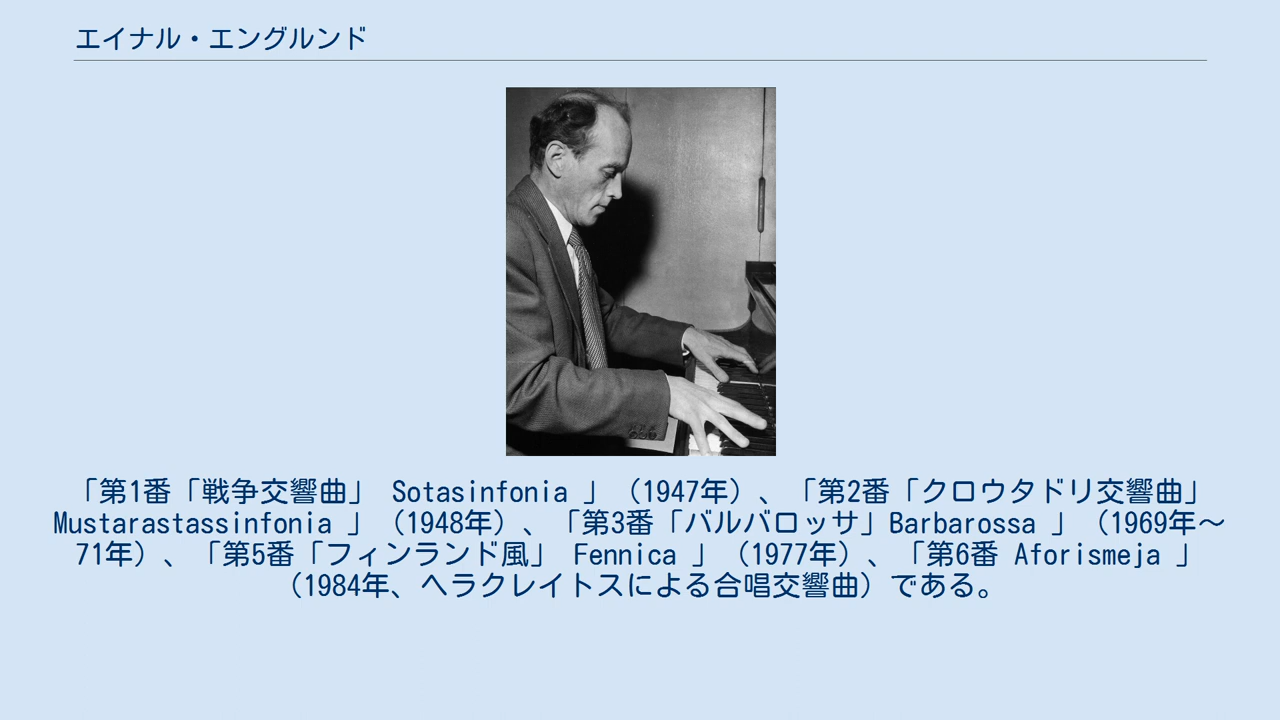 エイナル・エングルンド
「第1番「戦争交響曲」 Sotasinfonia 」（1947年）、「第2番「クロウタドリ交響曲」
Mustarastassinfonia 」（1948年）、「第3番「バルバロッサ」Barbarossa 」（1969年〜
71年）、「第5番「フィンランド風」 Fennica 」（1977年）、「第6番 Aforismeja 」
（1984年、ヘラクレイトスによる合唱交響曲）である。